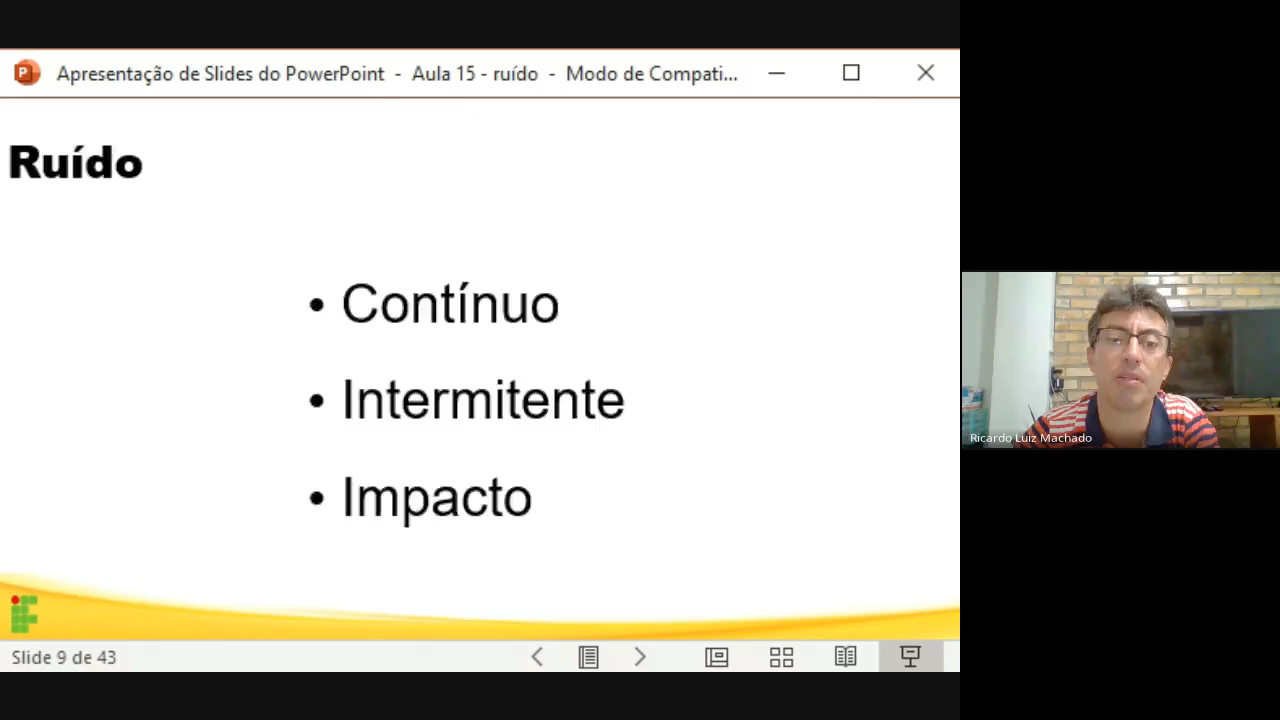 Apresentação de Slides do PowerPoint - Aula 15 - ruído - Modo de Compati...
Ruído
• Contínuo
• Intermitente
• Impacto
Ricardo Luiz Machado
Slide 9 de 43